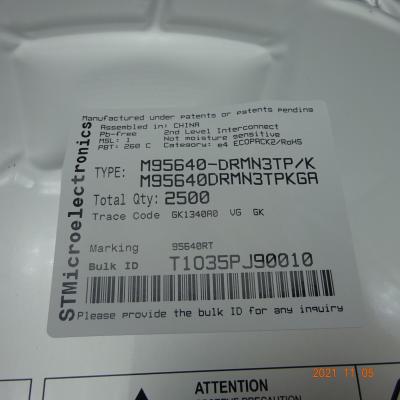 Manufactured under patents or patents pending
Assembled in: CHINA
Pb-free 2nd Level Interconnect
MSL: 1 Not moisture sensitive
PBT: 260 C Category: e4 ECOPACK2/RoHS
TYPE: M95640-DRMN3TP/K
M95640DRMN3TPKGA
Total Qty: 2500
Trace Code GK1340A0 VG GK
Marking 95640RT
Bulk ID T1035PJ90010
Please provide the bulk ID for any inquiry
STMicroelectronics
2021 11 05
ATTENTION